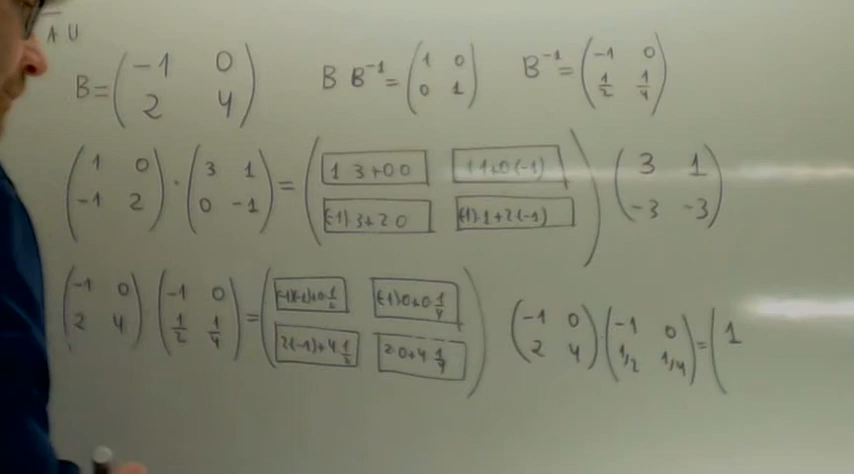 A U
B = (-1 0; 2 4) B B⁻¹ = (1 0; 0 1) B⁻¹ = (-1 0; 1/2 1/4)
(1 0; -1 2) · (3 1; 0 -1) = (1 3+0 0 1 1+0(-1); (-1) 3+2 0 (-1) 1+2(-1)) (3 1; -3 -3)
(-1 0; 2 4) (-1 0; 1/2 1/4) = ((-1)(-1)+0 1/2 (-1)0+0 1/4; 2(-1)+4 1/2 2 0+4 1/4) (-1 0; 2 4) · (-1 0; 1/2 1/4) = (1